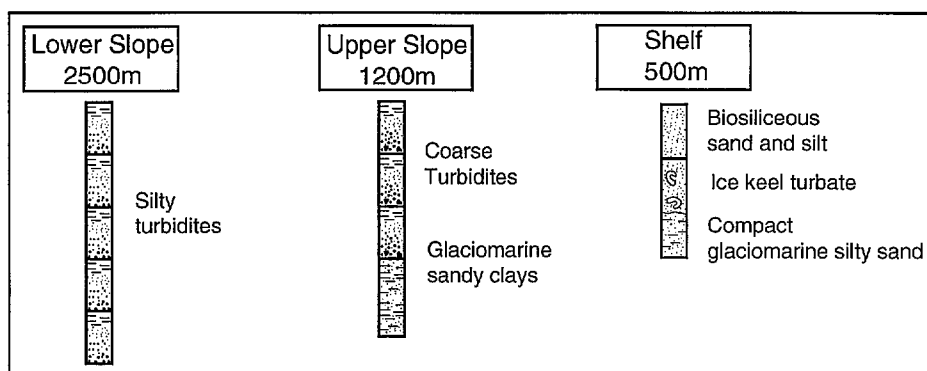 Lower Slope
2500m
Silty
turbidites
Upper Slope
1200m
Coarse
Turbidites
Glaciomarine
sandy clays
Shelf
500m
Biosiliceous
sand and silt
Ice keel turbate
Compact
glaciomarine silty sand